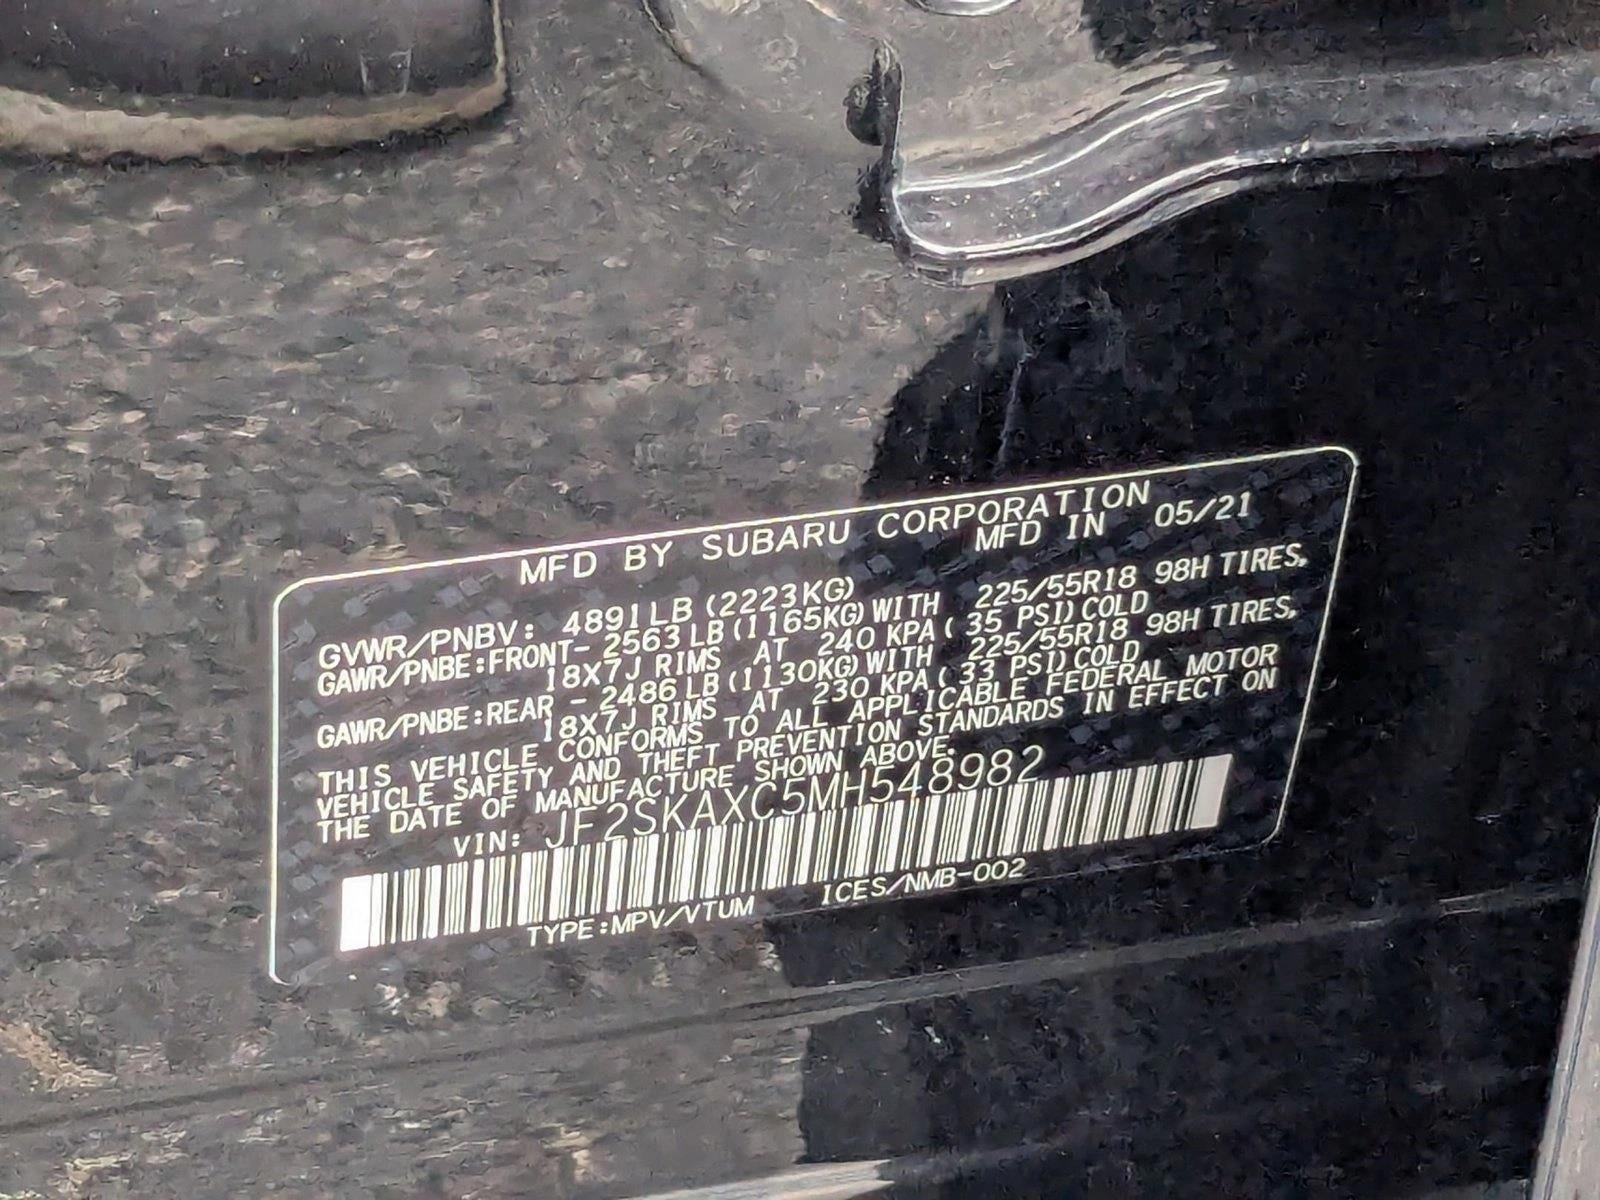 MFD BY SUBARU CORPORATION
MFD IN 05/21
GVWR/PNBV: 4891LB (2223KG)
GAWR/PNBE:FRONT- 2563LB(1165KG)WITH 225/55R18 98H TIRES,
18X7J RIMS AT 240 KPA( 35 PSI)COLD
GAWR/PNBE:REAR - 2486LB(1130KG)WITH 225/55R18 98H TIRES,
18X7J RIMS AT 230 KPA( 33 PSI)COLD
THIS VEHICLE CONFORMS TO ALL APPLICABLE FEDERAL MOTOR
VEHICLE SAFETY AND THEFT PREVENTION STANDARDS IN EFFECT ON
THE DATE OF MANUFACTURE SHOWN ABOVE.
VIN: JF2SKAXC5MH548982
TYPE:MPV/VTUM ICES/NMB-002